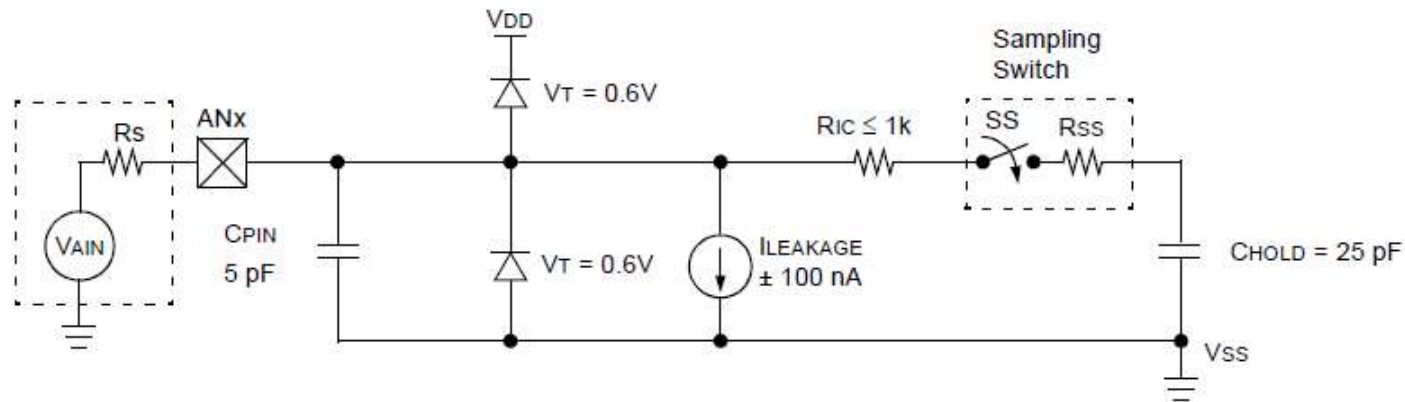 VDD
Sampling
Switch
VT = 0.6V
Rs
ANx
RIC ≤ 1k
SS
RSS
VAIN
CPIN
5 pF
VT = 0.6V
ILEAKAGE
± 100 nA
CHOLD = 25 pF
VSS